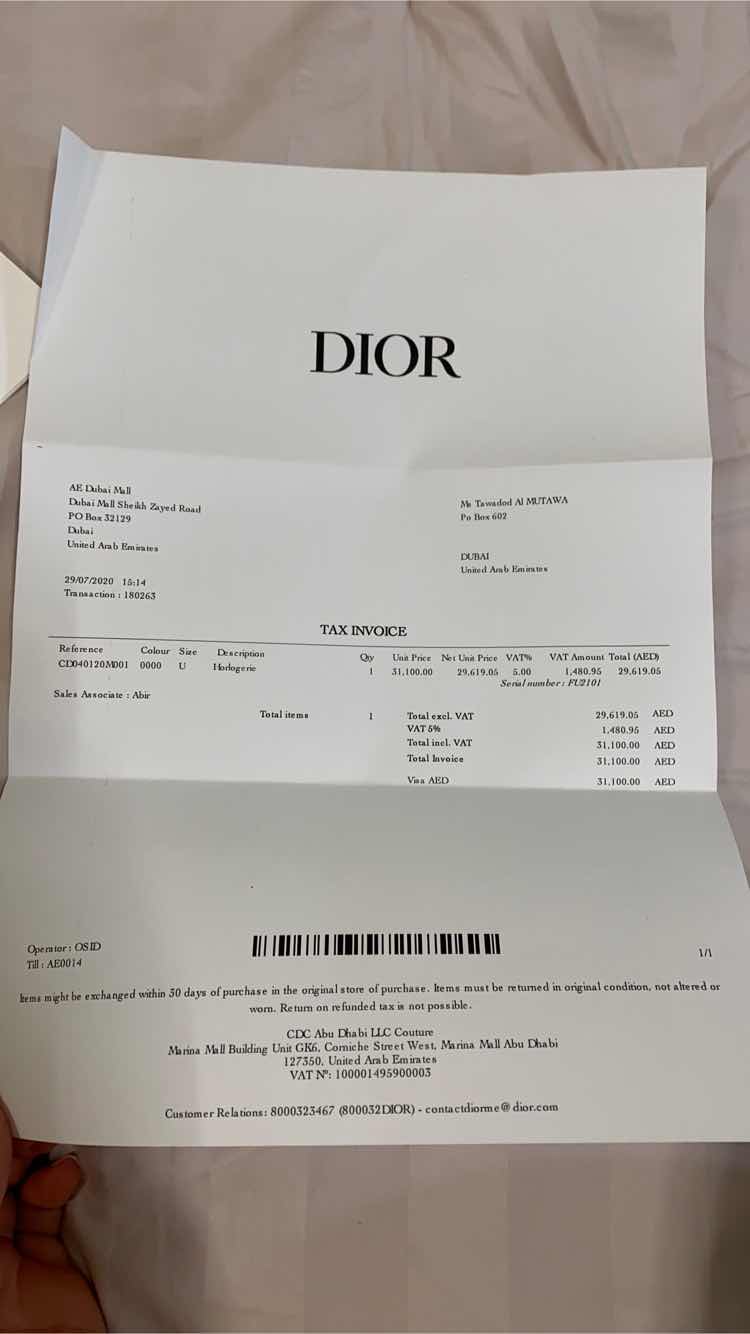 DIOR
AE Dubai Mall
Dubai Mall Sheikh Zayed Road
PO Box 32129
Dubai
United Arab Emirates
Ms Tawadod Al MUTAWA
Po Box 602
DUBAI
United Arab Emirates
29/07/2020 15:14
Transaction : 180263
TAX INVOICE
Reference Colour Size Description Qty Unit Price Net Unit Price VAT% VAT Amount Total (AED)
CD040120M001 0000 U Horlogerie 1 31,100.00 29,619.05 5.00 1,480.95 29,619.05
Serial number : FU2101
Sales Associate : Abir
Total items 1 Total excl. VAT 29,619.05 AED
VAT 5% 1,480.95 AED
Total incl. VAT 31,100.00 AED
Total Invoice 31,100.00 AED
Visa AED 31,100.00 AED
Operator : OSID
Till : AE0014
1/1
Items might be exchanged within 30 days of purchase in the original store of purchase. Items must be returned in original condition, not altered or
worn. Return on refunded tax is not possible.
CDC Abu Dhabi LLC Couture
Marina Mall Building Unit GK6, Corniche Street West, Marina Mall Abu Dhabi
127350, United Arab Emirates
VAT Nº: 100001495900003
Customer Relations: 8000323467 (800032DIOR) - contactdiorme@dior.com